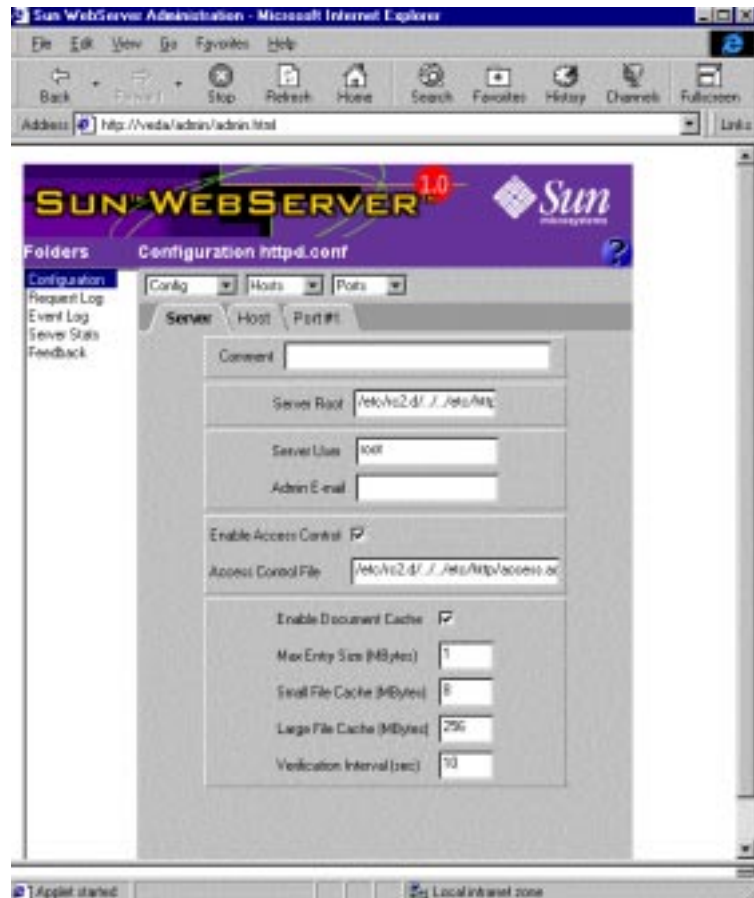 Sun WebServer Administration - Microsoft Internet Explorer
File Edit View Go Favorites Help
Back Forward Stop Refresh Home Search Favorites History Channels Fullscreen
Address http://veda/admin/admin.html Links
SUN WEBSERVER 1.0 Sun microsystems
Folders Configuration httpd.conf ?
Configuration
Request Log
Event Log
Server Stats
Feedback
Config Hosts Ports
Server Host Port#1
Comment
Server Root /etc/rc2.d/../../etc/http
Server User root
Admin E-mail
Enable Access Control
Access Control File /etc/rc2.d/../../etc/http/access.ac
Enable Document Cache
Max Entry Size (MBytes) 1
Small File Cache (MBytes) 8
Large File Cache (MBytes) 256
Verification Interval (sec) 10
Applet started Local intranet zone